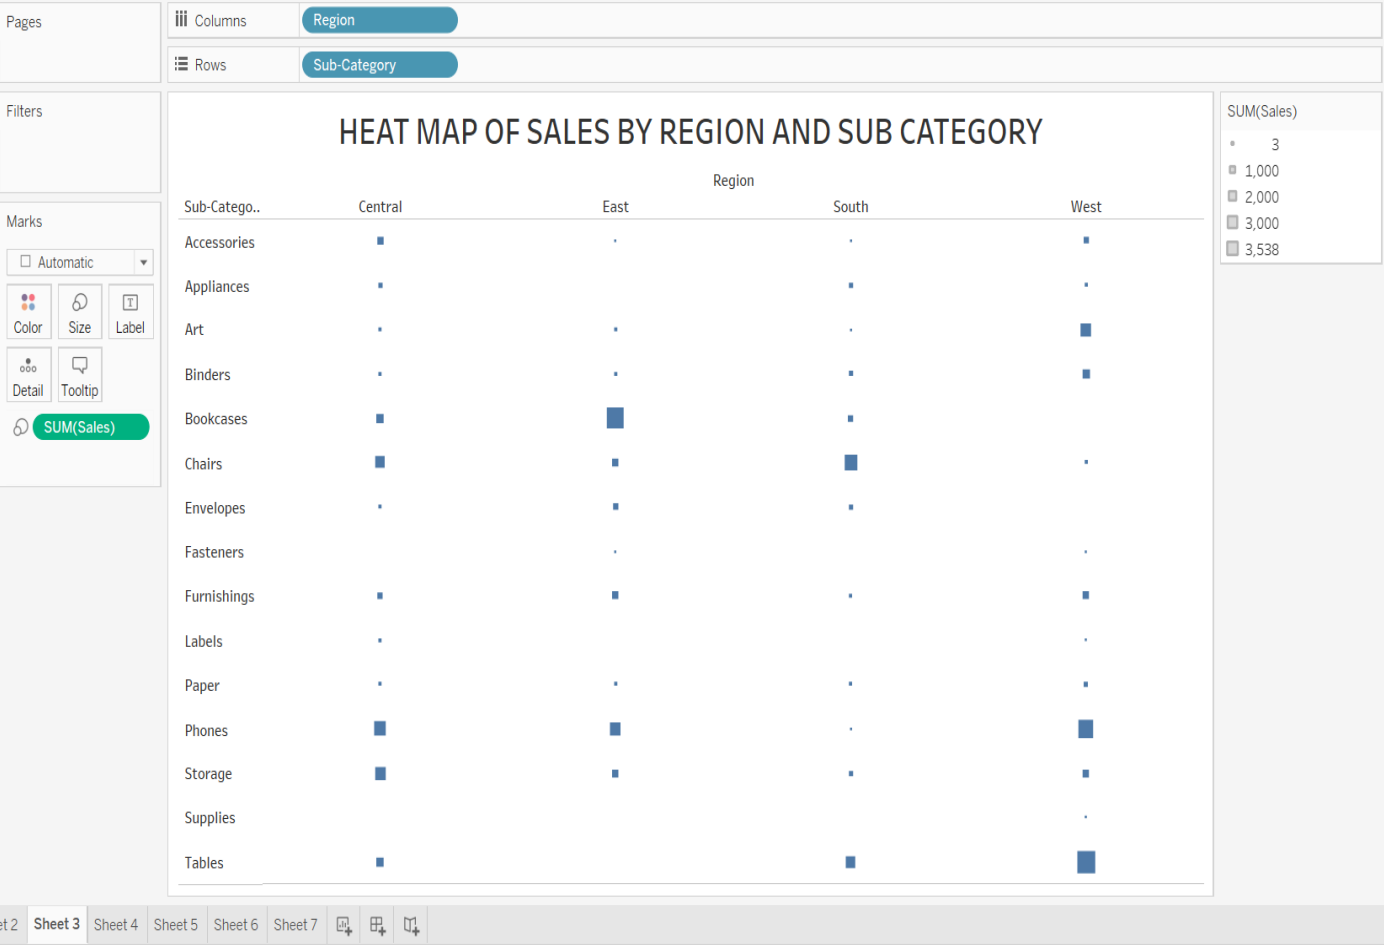 Pages
Columns
Region
Rows
Sub-Category
Filters
Marks
Automatic
Color
Size
Label
Detail
Tooltip
SUM(Sales)
HEAT MAP OF SALES BY REGION AND SUB CATEGORY
Region
Sub-Catego.. Central East South West
Accessories
Appliances
Art
Binders
Bookcases
Chairs
Envelopes
Fasteners
Furnishings
Labels
Paper
Phones
Storage
Supplies
Tables
SUM(Sales)
3
1,000
2,000
3,000
3,538
et 2 Sheet 3 Sheet 4 Sheet 5 Sheet 6 Sheet 7